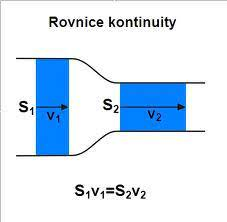 Rovnice kontinuity
S₁ v₁ S₂ v₂
S₁v₁=S₂v₂